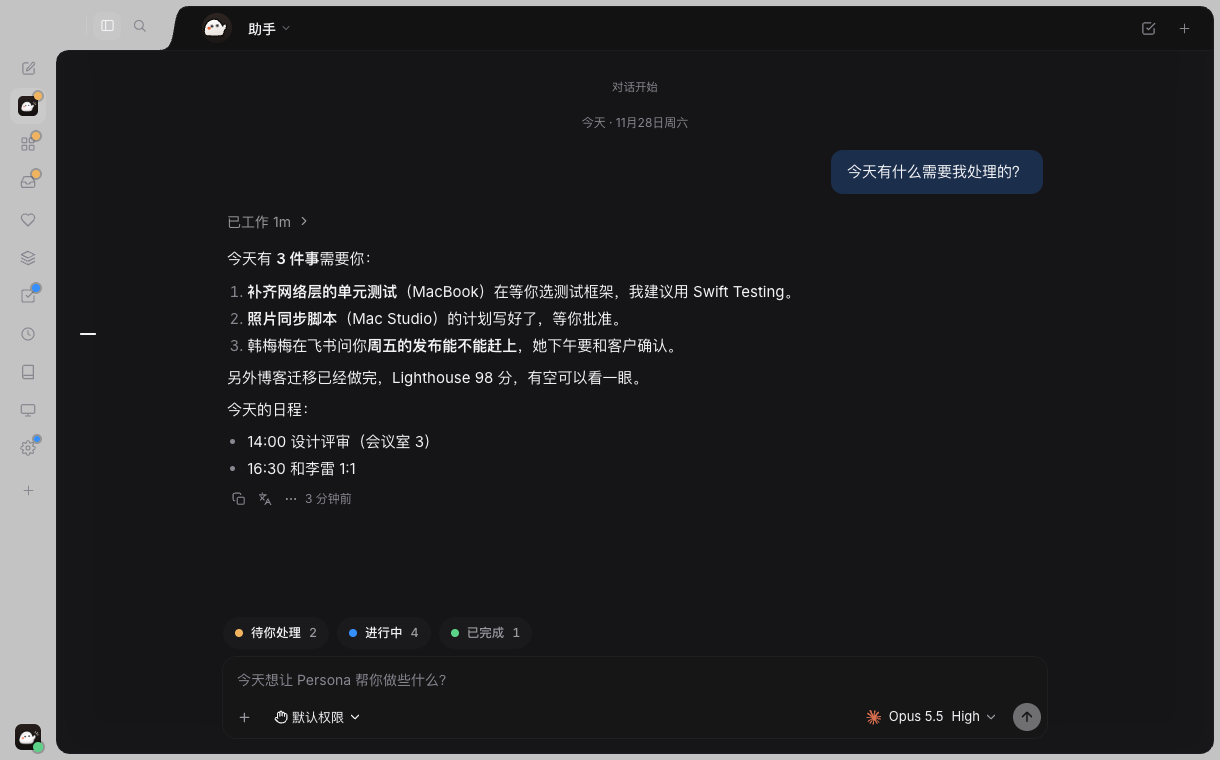 助手
对话开始
今天 · 11月28日周六
今天有什么需要我处理的?
已工作 1m
今天有 3 件事需要你：
1. 补齐网络层的单元测试（MacBook）在等你选测试框架，我建议用 Swift Testing。
2. 照片同步脚本（Mac Studio）的计划写好了，等你批准。
3. 韩梅梅在飞书问你周五的发布能不能赶上，她下午要和客户确认。
另外博客迁移已经做完，Lighthouse 98 分，有空可以看一眼。
今天的日程：
• 14:00 设计评审（会议室 3）
• 16:30 和李雷 1:1
3 分钟前
待你处理 2 进行中 4 已完成 1
今天想让 Persona 帮你做些什么?
默认权限 Opus 5.5 High